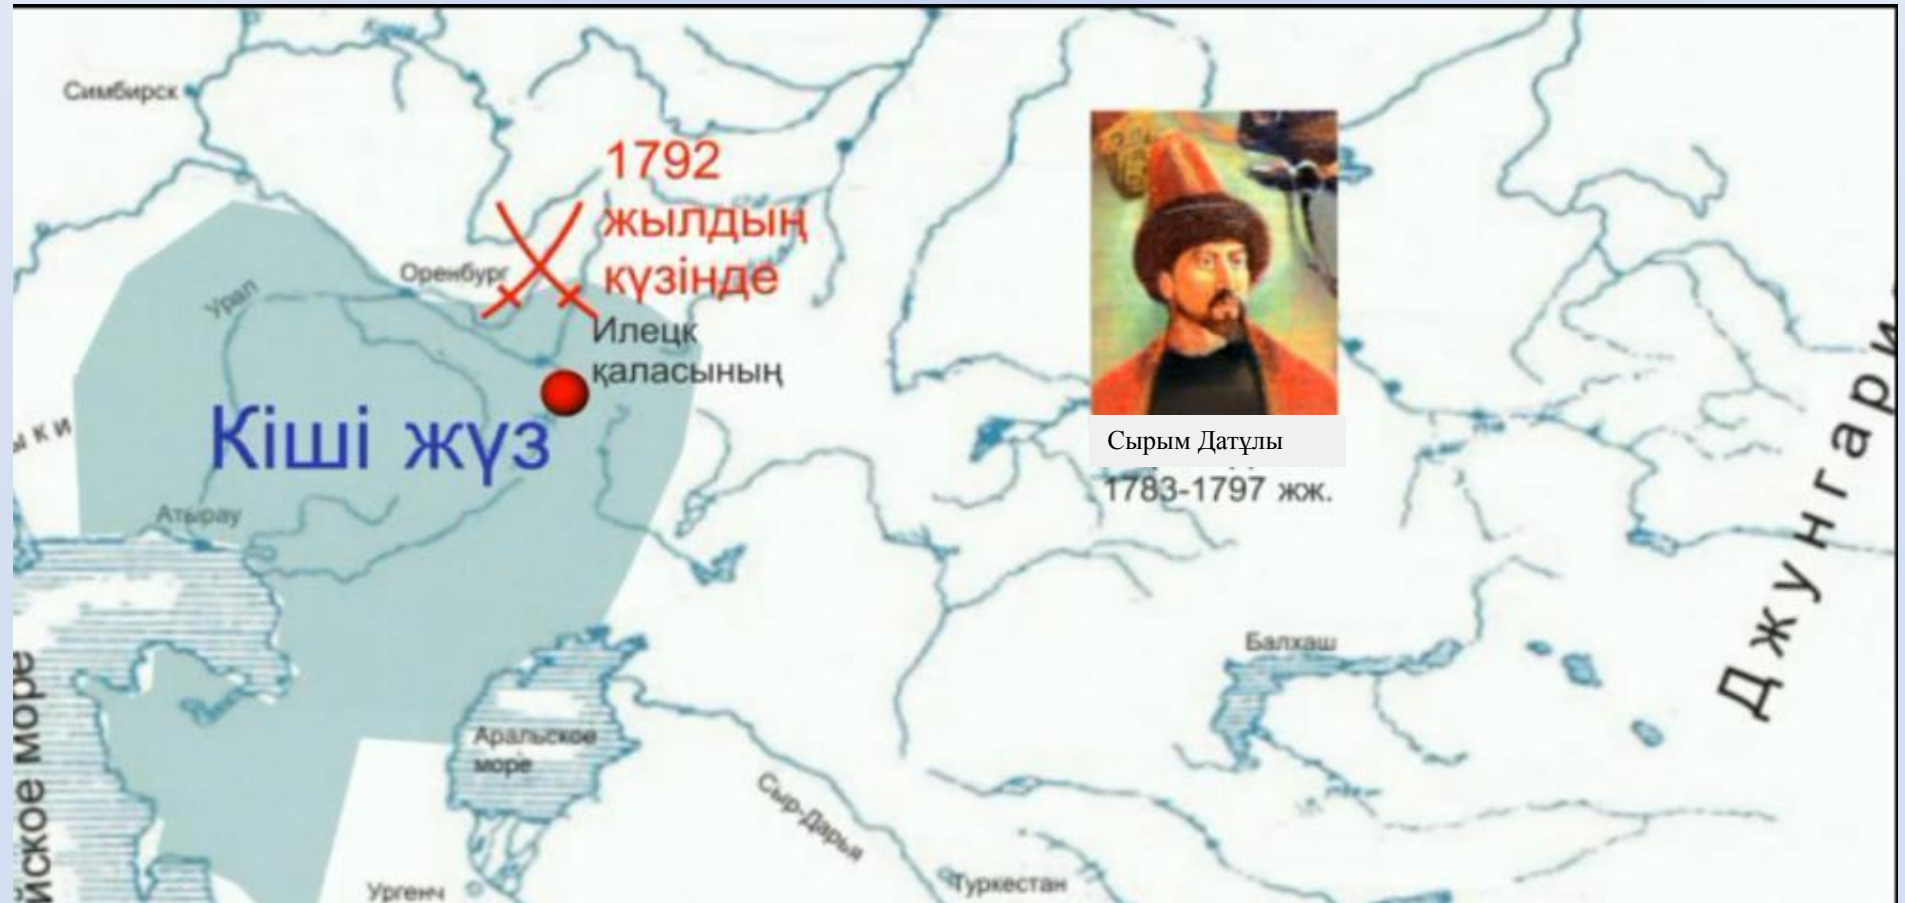 Симбирск
1792
жылдың
күзінде
Оренбург
Илецк
қаласының
Урал
Кіші жүз
ы к и
Атырау
Сырым Датұлы
1783-1797 жж.
Джунгари
Балхаш
йское море
Аральское
море
Сыр-Дарья
Ургенч
Туркестан